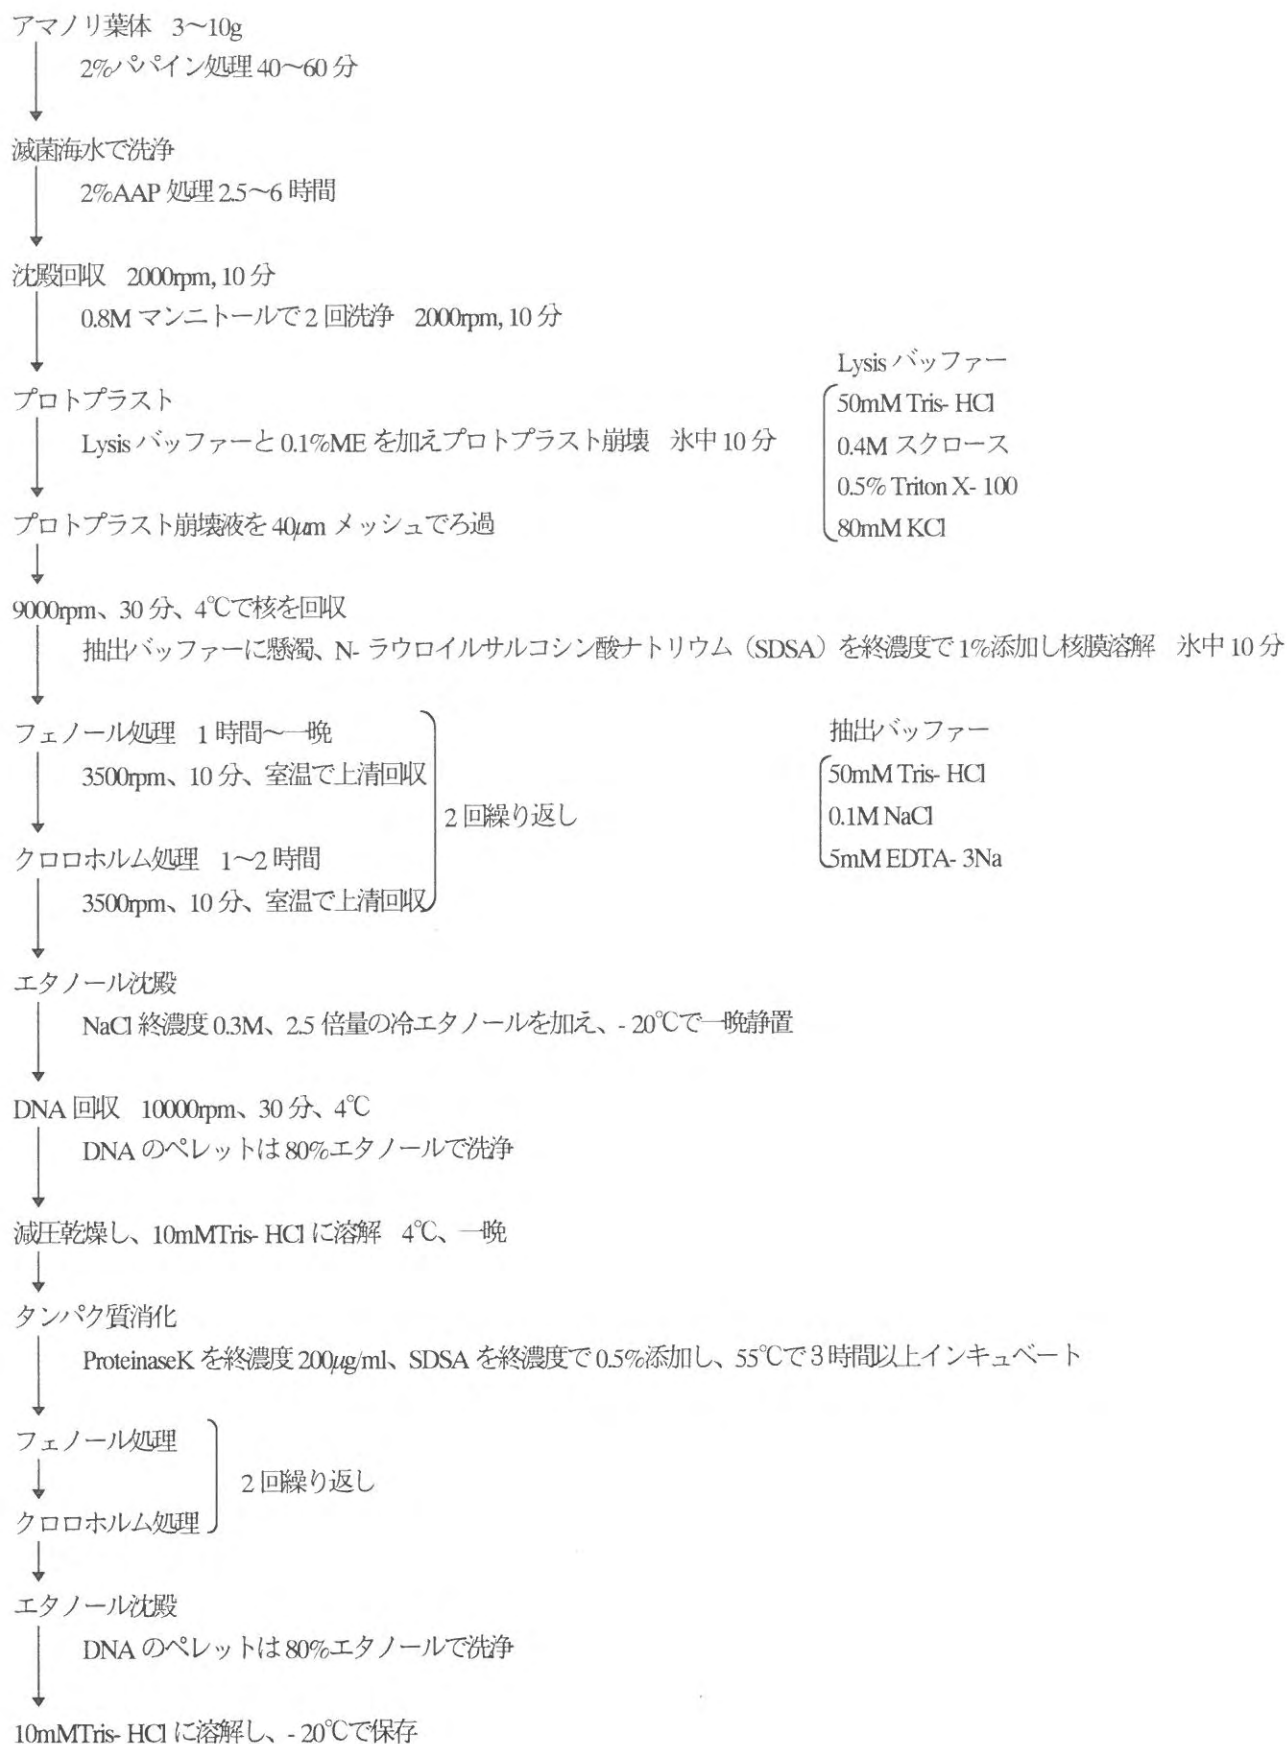 アマノリ葉体 3～10g
2%パパイン処理 40～60 分
滅菌海水で洗浄
2%AAP 処理 2.5～6 時間
沈殿回収 2000rpm, 10 分
0.8M マンニトールで 2 回洗浄 2000rpm, 10 分
プロトプラスト
Lysis バッファーと 0.1%ME を加えプロトプラスト崩壊 氷中 10 分
Lysis バッファー
50mM Tris- HCl
0.4M スクロース
0.5% Triton X- 100
80mM KCl
プロトプラスト崩壊液を 40μm メッシュでろ過
9000rpm、30 分、4℃で核を回収
抽出バッファーに懸濁、N- ラウロイルサルコシン酸ナトリウム（SDSA）を終濃度で 1%添加し核膜溶解 氷中 10 分
フェノール処理 1 時間～一晩
3500rpm、10 分、室温で上清回収
クロロホルム処理 1～2 時間
3500rpm、10 分、室温で上清回収
2 回繰り返し
抽出バッファー
50mM Tris- HCl
0.1M NaCl
5mM EDTA- 3Na
エタノール沈殿
NaCl 終濃度 0.3M、2.5 倍量の冷エタノールを加え、- 20℃で一晩静置
DNA 回収 10000rpm、30 分、4℃
DNA のペレットは 80%エタノールで洗浄
減圧乾燥し、10mMTris- HCl に溶解 4℃、一晩
タンパク質消化
ProteinaseK を終濃度 200μg/ml、SDSA を終濃度で 0.5%添加し、55℃で 3 時間以上インキュベート
フェノール処理
クロロホルム処理
2 回繰り返し
エタノール沈殿
DNA のペレットは 80%エタノールで洗浄
10mMTris- HCl に溶解し、- 20℃で保存